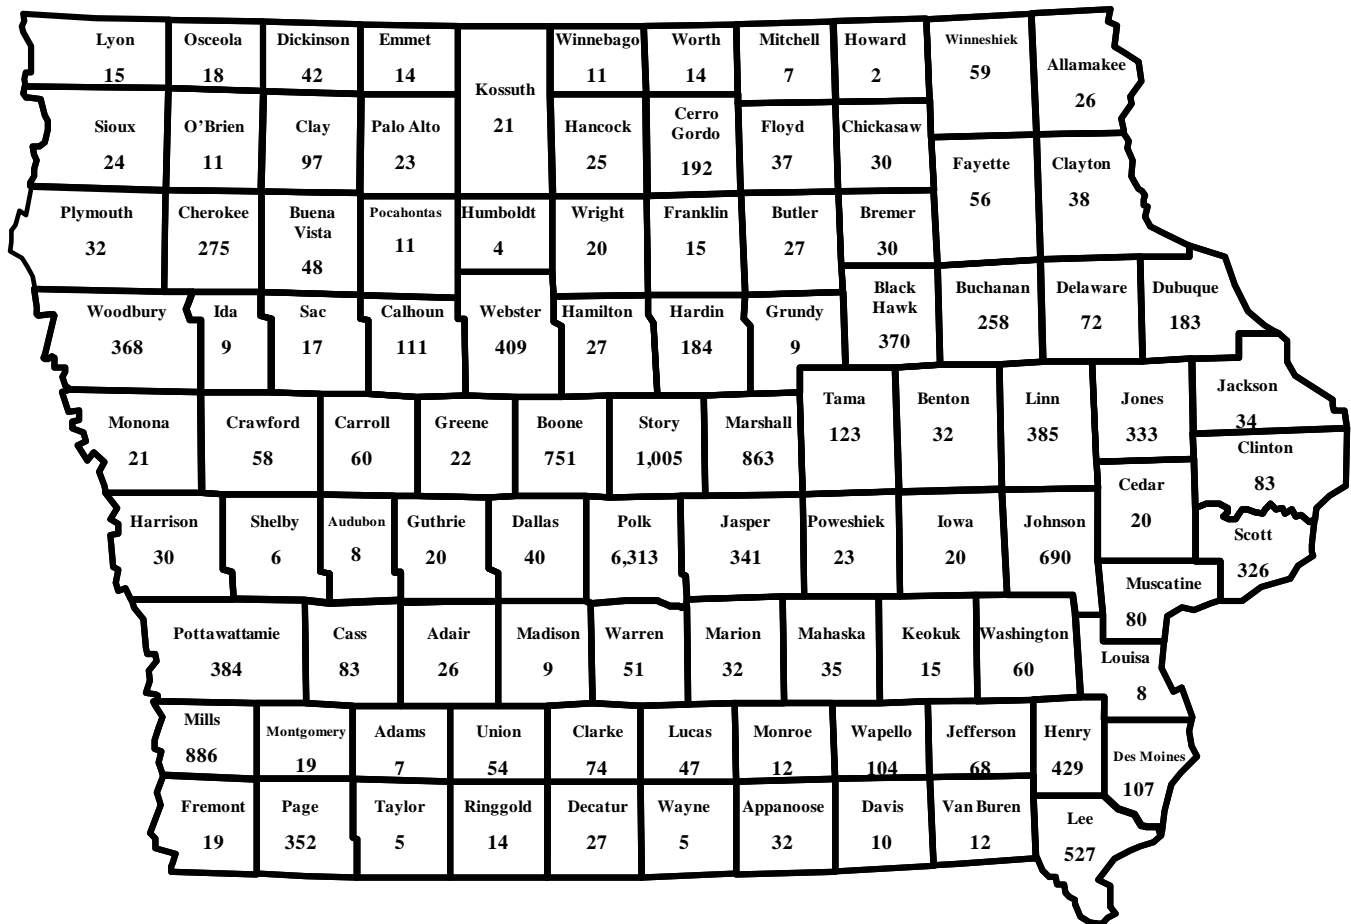 Lyon Osceola Dickinson Emmet Winnebago Worth Mitchell Howard Winneshiek
15 18 42 14 11 14 7 2 59
Kossuth Allamakee
21 26
Sioux O'Brien Clay Palo Alto Hancock Cerro Gordo Floyd Chickasaw
24 11 97 23 25 192 37 30
Fayette Clayton
56 38
Plymouth Cherokee Buena Vista Pocahontas Humboldt Wright Franklin Butler Bremer
32 275 48 11 4 20 15 27 30
Woodbury Ida Sac Calhoun Webster Hamilton Hardin Grundy Black Hawk Buchanan Delaware Dubuque
368 9 17 111 409 27 184 9 370 258 72 183
Monona Crawford Carroll Greene Boone Story Marshall Tama Benton Linn Jones Jackson
21 58 60 22 751 1,005 863 123 32 385 333 34
Clinton
83
Cedar
20
Harrison Shelby Audubon Guthrie Dallas Polk Jasper Poweshiek Iowa Johnson Scott
30 6 8 20 40 6,313 341 23 20 690 326
Muscatine
80
Pottawattamie Cass Adair Madison Warren Marion Mahaska Keokuk Washington Louisa
384 83 26 9 51 32 35 15 60 8
Mills Montgomery Adams Union Clarke Lucas Monroe Wapello Jefferson Henry Des Moines
886 19 7 54 74 47 12 104 68 429 107
Fremont Page Taylor Ringgold Decatur Wayne Appanoose Davis Van Buren Lee
19 352 5 14 27 5 32 10 12 527